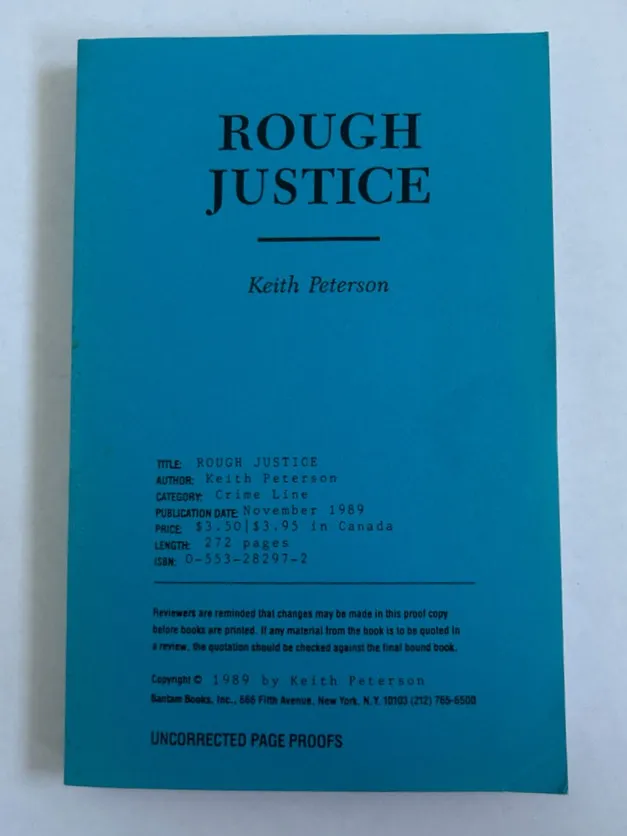 ROUGH
JUSTICE
Keith Peterson
TITLE: ROUGH JUSTICE
AUTHOR: Keith Peterson
CATEGORY: Crime Line
PUBLICATION DATE: November 1989
PRICE: $3.50|$3.95 in Canada
LENGTH: 272 pages
ISBN: 0-553-28297-2
Reviewers are reminded that changes may be made in this proof copy
before books are printed. If any material from the book is to be quoted in
a review, the quotation should be checked against the final bound book.
Copyright © 1989 by Keith Peterson
Bantam Books, Inc., 666 Fifth Avenue, New York, N.Y. 10103 (212) 765-6500
UNCORRECTED PAGE PROOFS